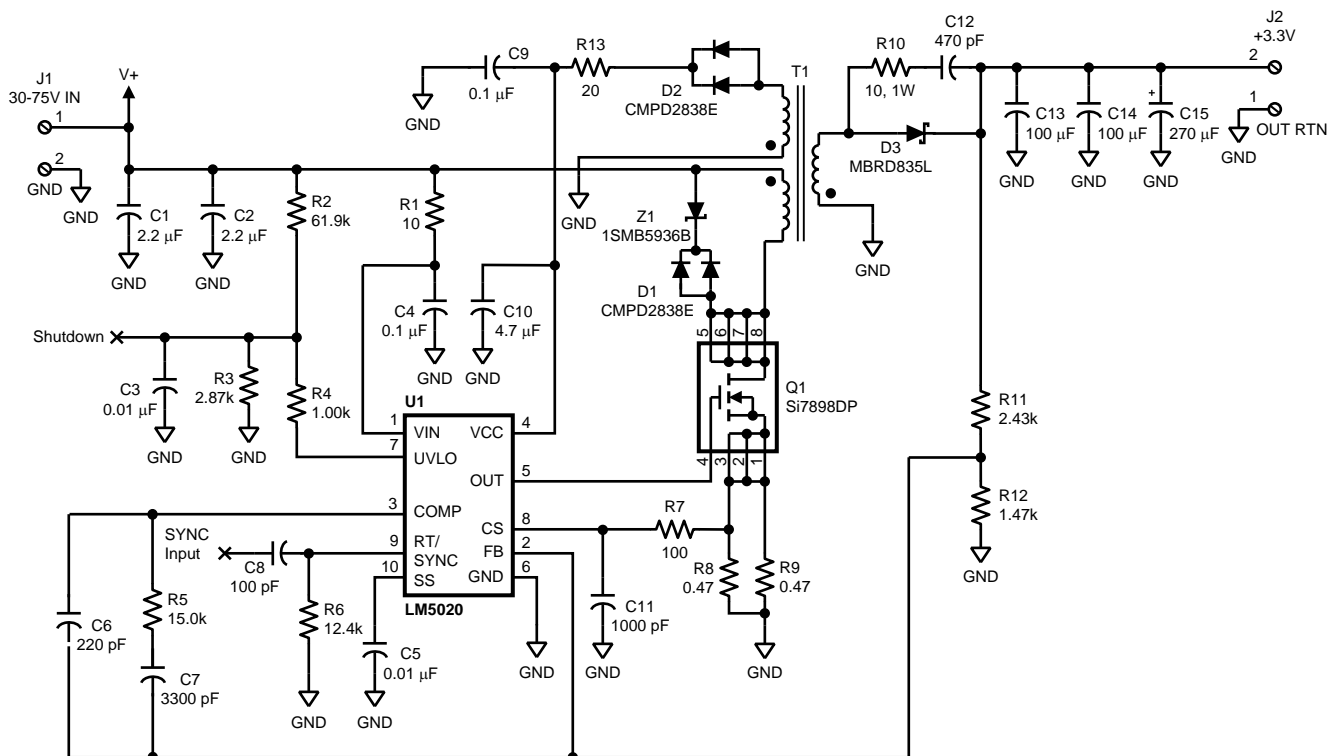 J1
30-75V IN
1
2
GND
GND
V+
C1
2.2 µF
GND
C2
2.2 µF
GND
R2
61.9k
R1
10
C9
0.1 µF
GND
R13
20
D2
CMPD2838E
T1
GND
R10
10, 1W
C12
470 pF
D3
MBRD835L
GND
C13
100 µF
GND
C14
100 µF
GND
+
C15
270 µF
GND
J2
+3.3V
2
1
OUT RTN
GND
Z1
1SMB5936B
D1
CMPD2838E
C4
0.1 µF
GND
C10
4.7 µF
GND
Shutdown
C3
0.01 µF
GND
R3
2.87k
GND
R4
1.00k
5
6
7
8
Q1
Si7898DP
4
3
2
1
U1
1
VIN
VCC
4
7
UVLO
OUT
5
3
COMP
CS
8
9
RT/
SYNC
FB
2
10
SS
GND
6
LM5020
SYNC
Input
C8
100 pF
R6
12.4k
GND
C5
0.01 µF
GND
GND
C6
220 pF
R5
15.0k
C7
3300 pF
R7
100
C11
1000 pF
GND
R8
0.47
R9
0.47
GND
R11
2.43k
R12
1.47k
GND